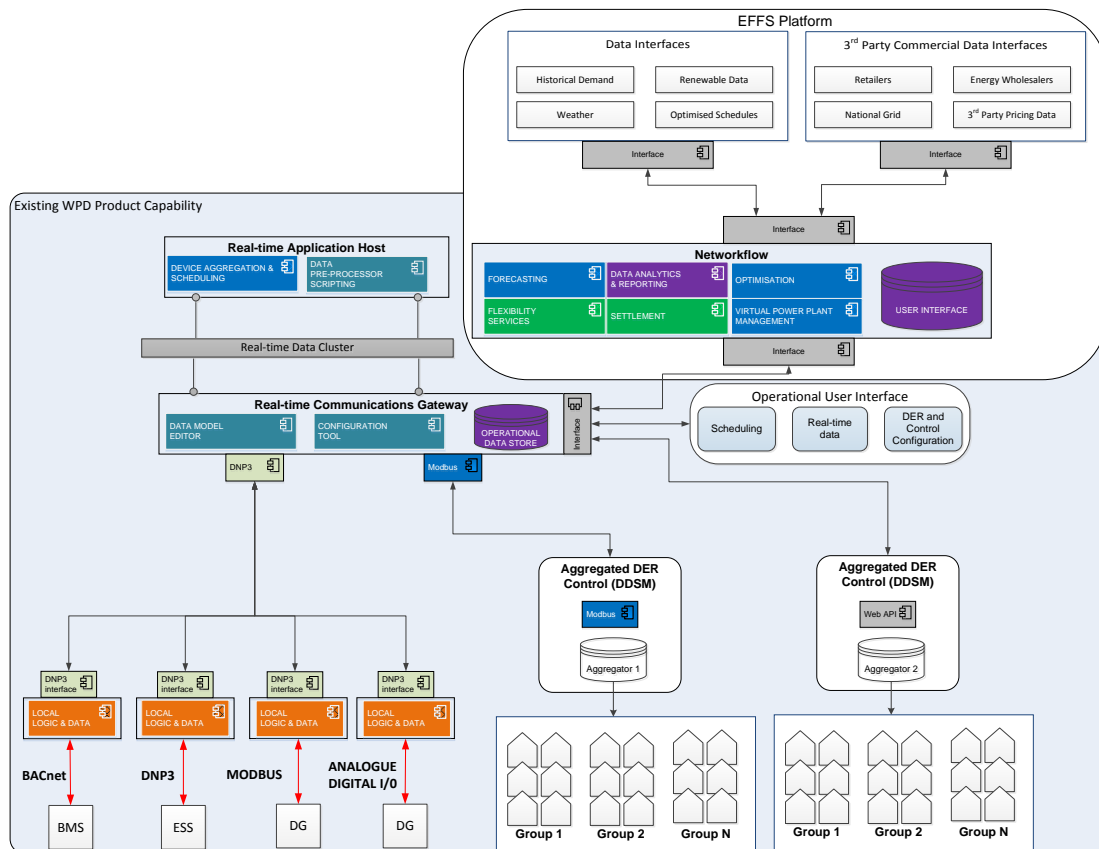 EFFS Platform
Data Interfaces
Historical Demand
Renewable Data
Weather
Optimised Schedules
Interface
3rd Party Commercial Data Interfaces
Retailers
Energy Wholesalers
National Grid
3rd Party Pricing Data
Interface
Existing WPD Product Capability
Interface
Networkflow
FORECASTING
DATA ANALYTICS
& REPORTING
OPTIMISATION
FLEXIBILITY
SERVICES
SETTLEMENT
VIRTUAL POWER PLANT
MANAGEMENT
USER INTERFACE
Interface
Real-time Application Host
DEVICE AGGREGATION &
SCHEDULING
DATA
PRE-PROCESSOR
SCRIPTING
Real-time Data Cluster
Real-time Communications Gateway
DATA MODEL
EDITOR
CONFIGURATION
TOOL
OPERATIONAL
DATA STORE
Interface
DNP3
Modbus
Operational User Interface
Scheduling
Real-time
data
DER and
Control
Configuration
Aggregated DER
Control (DDSM)
Modbus
Aggregator 1
Aggregated DER
Control (DDSM)
Web API
Aggregator 2
DNP3
interface
DNP3
interface
DNP3
interface
DNP3
interface
LOCAL
LOGIC & DATA
LOCAL
LOGIC & DATA
LOCAL
LOGIC & DATA
LOCAL
LOGIC & DATA
BACnet
DNP3
MODBUS
ANALOGUE
DIGITAL I/0
BMS
ESS
DG
DG
Group 1
Group 2
Group N
Group 1
Group 2
Group N